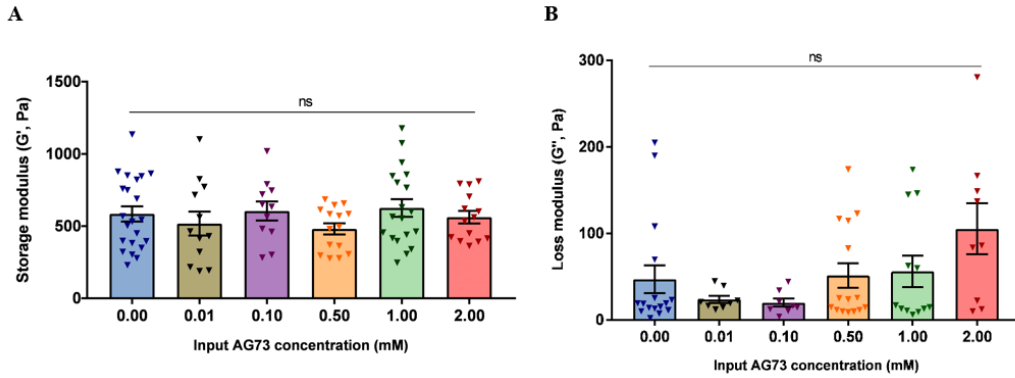 A
Storage modulus (G', Pa)
1500
1000
500
0
ns
0.00 0.01 0.10 0.50 1.00 2.00
Input AG73 concentration (mM)
B
Loss modulus (G'', Pa)
300
200
100
0
ns
0.00 0.01 0.10 0.50 1.00 2.00
Input AG73 concentration (mM)